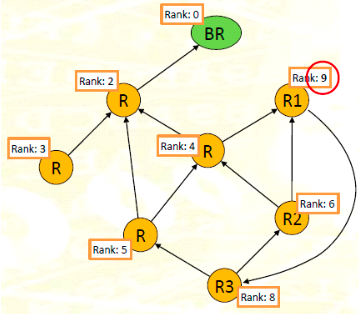 Rank: 0
BR
Rank: 2
R
Rank: 9
R1
Rank: 3
R
Rank: 4
R
Rank: 6
R2
Rank: 5
R
R3
Rank: 8